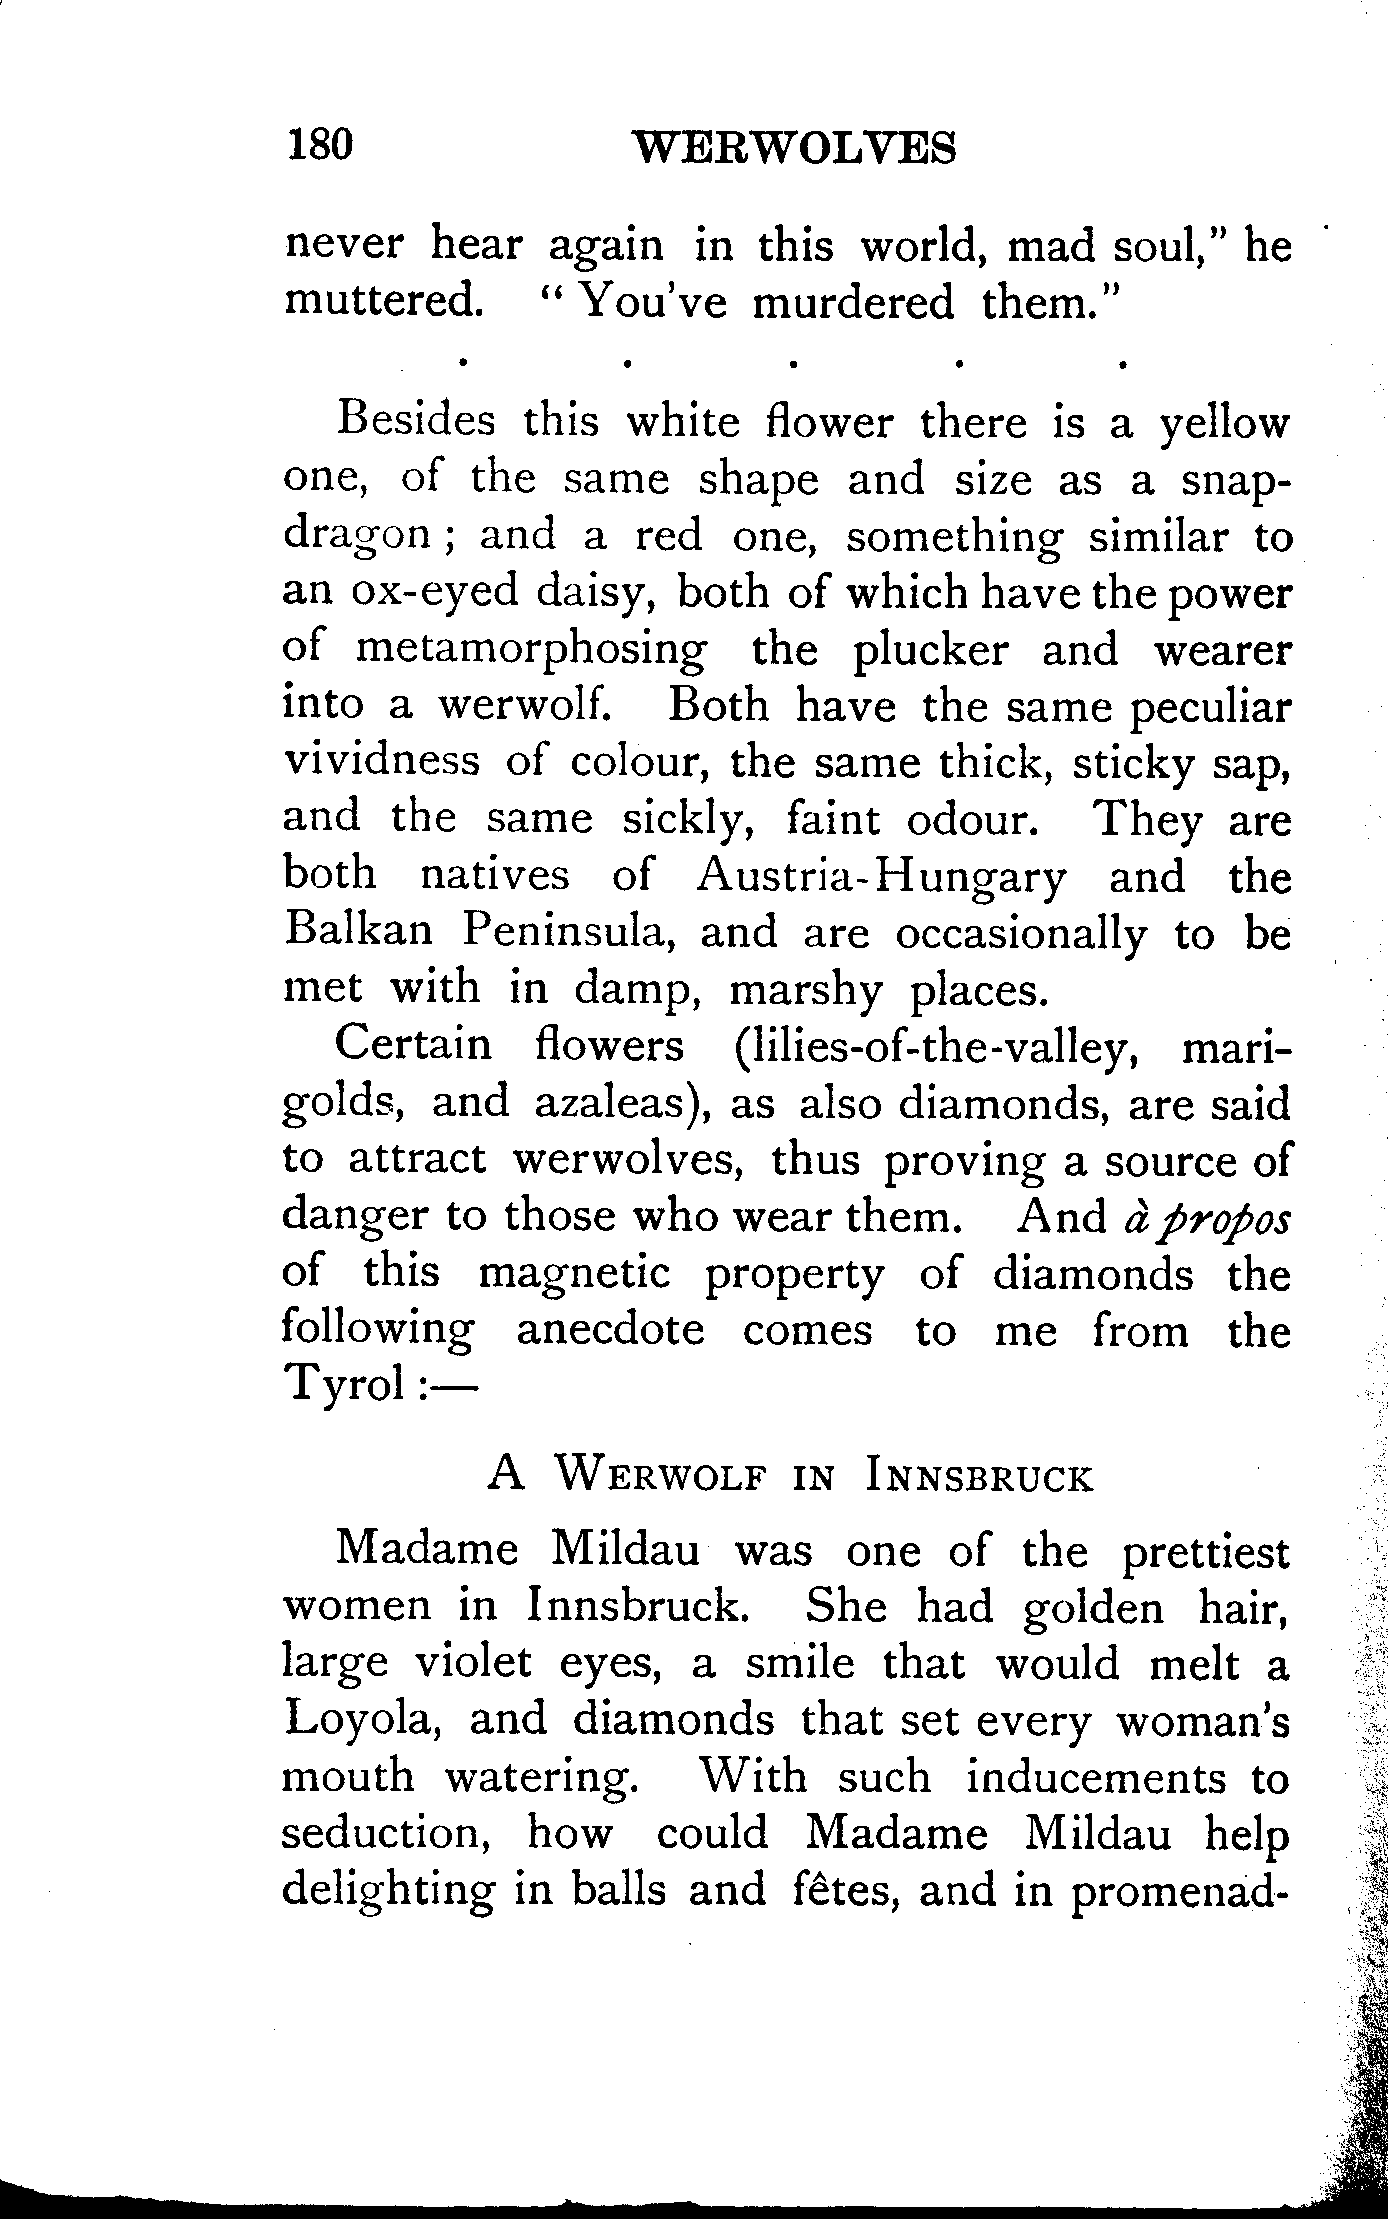 180 WERWOLVES
never hear again in this world, mad soul," he
muttered. "You've murdered them."
. . . . .
Besides this white flower there is a yellow
one, of the same shape and size as a snap-
dragon ; and a red one, something similar to
an ox-eyed daisy, both of which have the power
of metamorphosing the plucker and wearer
into a werwolf. Both have the same peculiar
vividness of colour, the same thick, sticky sap,
and the same sickly, faint odour. They are
both natives of Austria-Hungary and the
Balkan Peninsula, and are occasionally to be
met with in damp, marshy places.
Certain flowers (lilies-of-the-valley, mari-
golds, and azaleas), as also diamonds, are said
to attract werwolves, thus proving a source of
danger to those who wear them. And à propos
of this magnetic property of diamonds the
following anecdote comes to me from the
Tyrol :—
A WERWOLF IN INNSBRUCK
Madame Mildau was one of the prettiest
women in Innsbruck. She had golden hair,
large violet eyes, a smile that would melt a
Loyola, and diamonds that set every woman's
mouth watering. With such inducements to
seduction, how could Madame Mildau help
delighting in balls and fêtes, and in promenad-